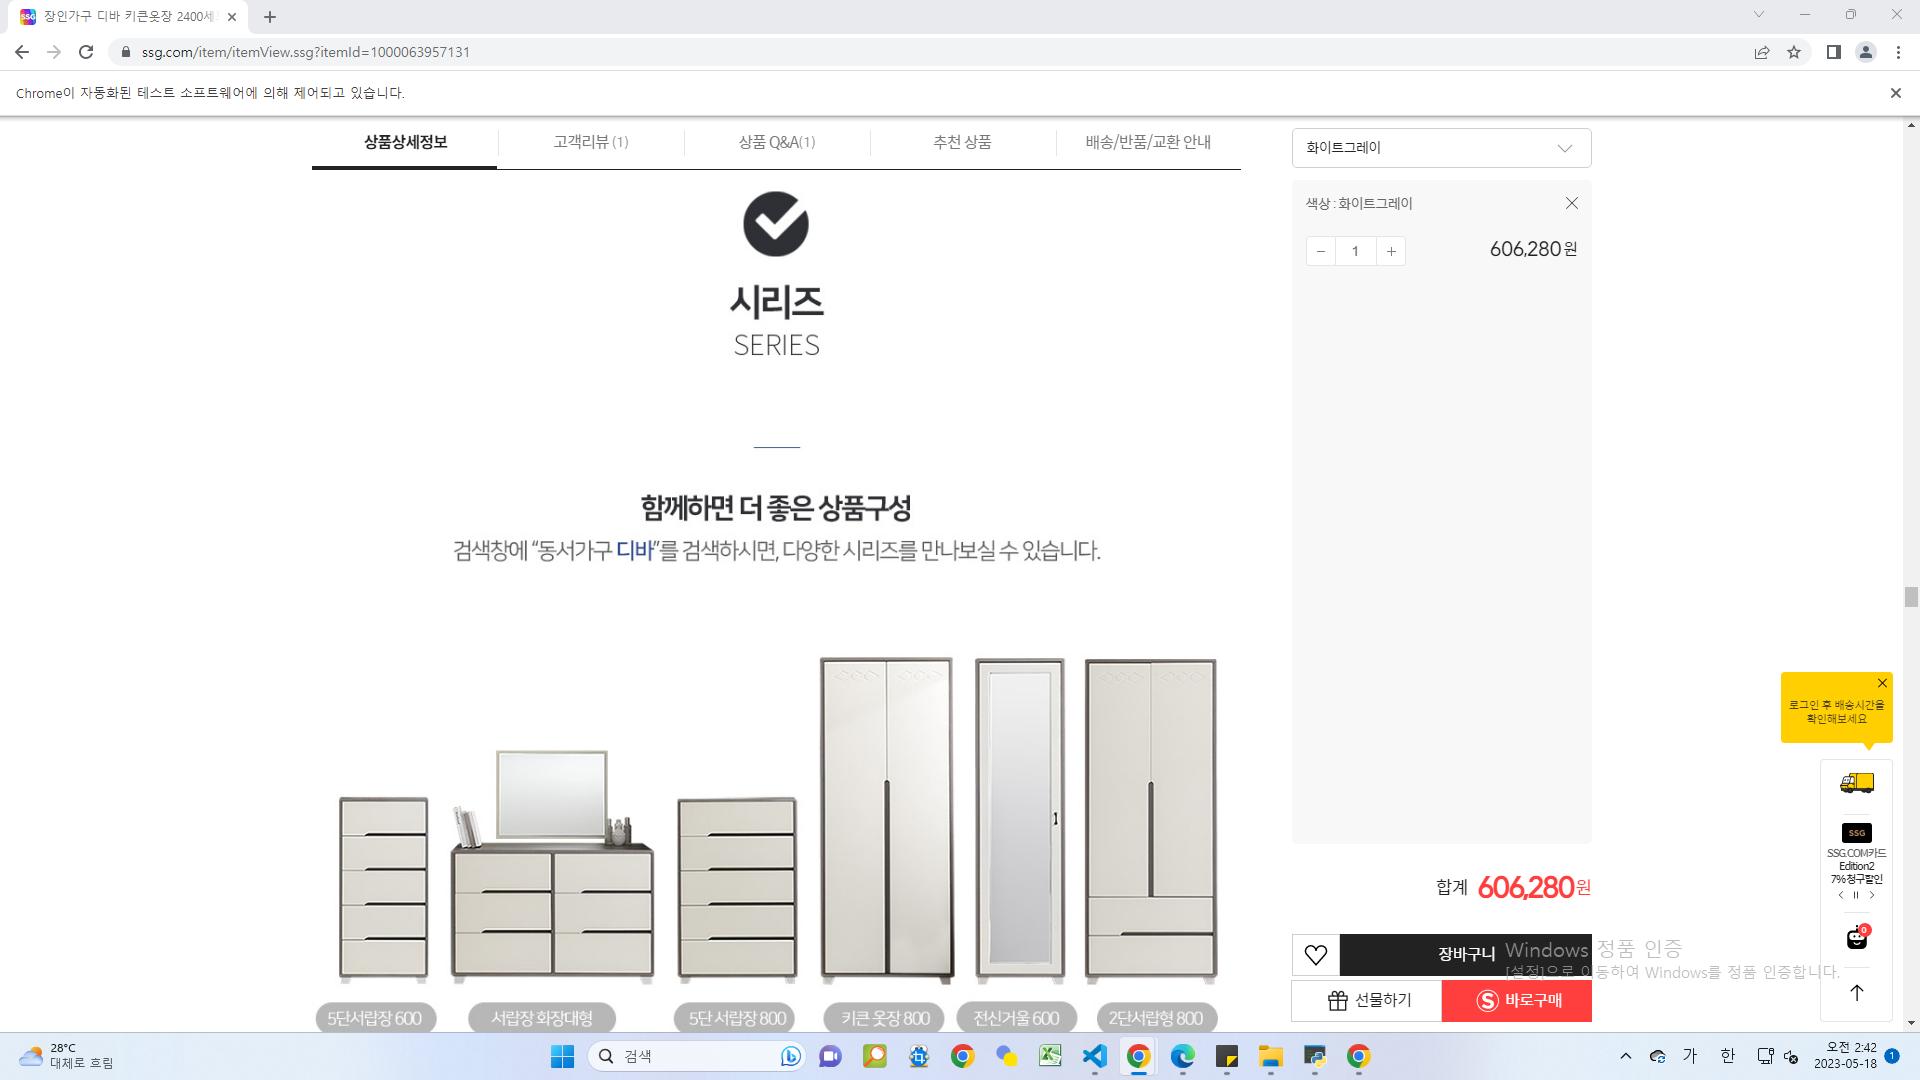 장인가구 디바 키큰옷장 2400세
ssg.com/item/itemView.ssg?itemId=1000063957131
Chrome이 자동화된 테스트 소프트웨어에 의해 제어되고 있습니다.
상품상세정보
고객리뷰 (1)
상품 Q&A(1)
추천 상품
배송/반품/교환 안내
화이트그레이
색상 : 화이트그레이
1
606,280원
시리즈
SERIES
함께하면 더 좋은 상품구성
검색창에 “동서가구 디바”를 검색하시면, 다양한 시리즈를 만나보실 수 있습니다.
로그인 후 배송시간을
확인해보세요
SSG
SSG.COM카드
Edition2
7% 청구할인
0
합계 606,280원
장바구니
Windows 정품 인증
[설정]으로 이동하여 Windows를 정품 인증합니다.
선물하기
S 바로구매
5단서랍장 600
서랍장 화장대형
5단 서랍장 800
키큰 옷장 800
전신거울 600
2단서랍형 800
28°C
대체로 흐림
검색
가
한
오전 2:42
2023-05-18
1